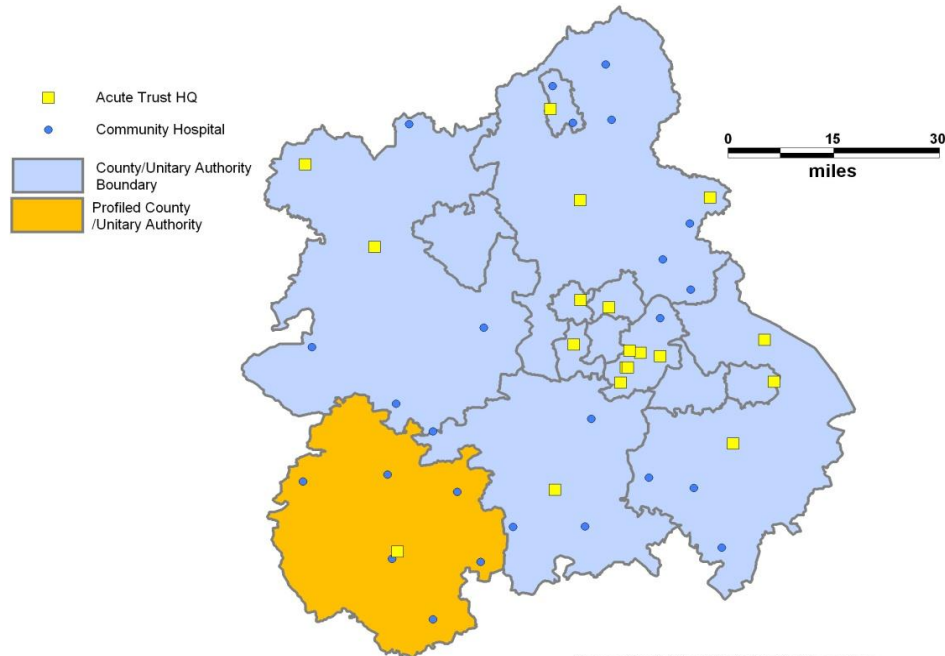 Acute Trust HQ
Community Hospital
County/Unitary Authority
Boundary
Profiled County
/Unitary Authority
0 15 30
miles